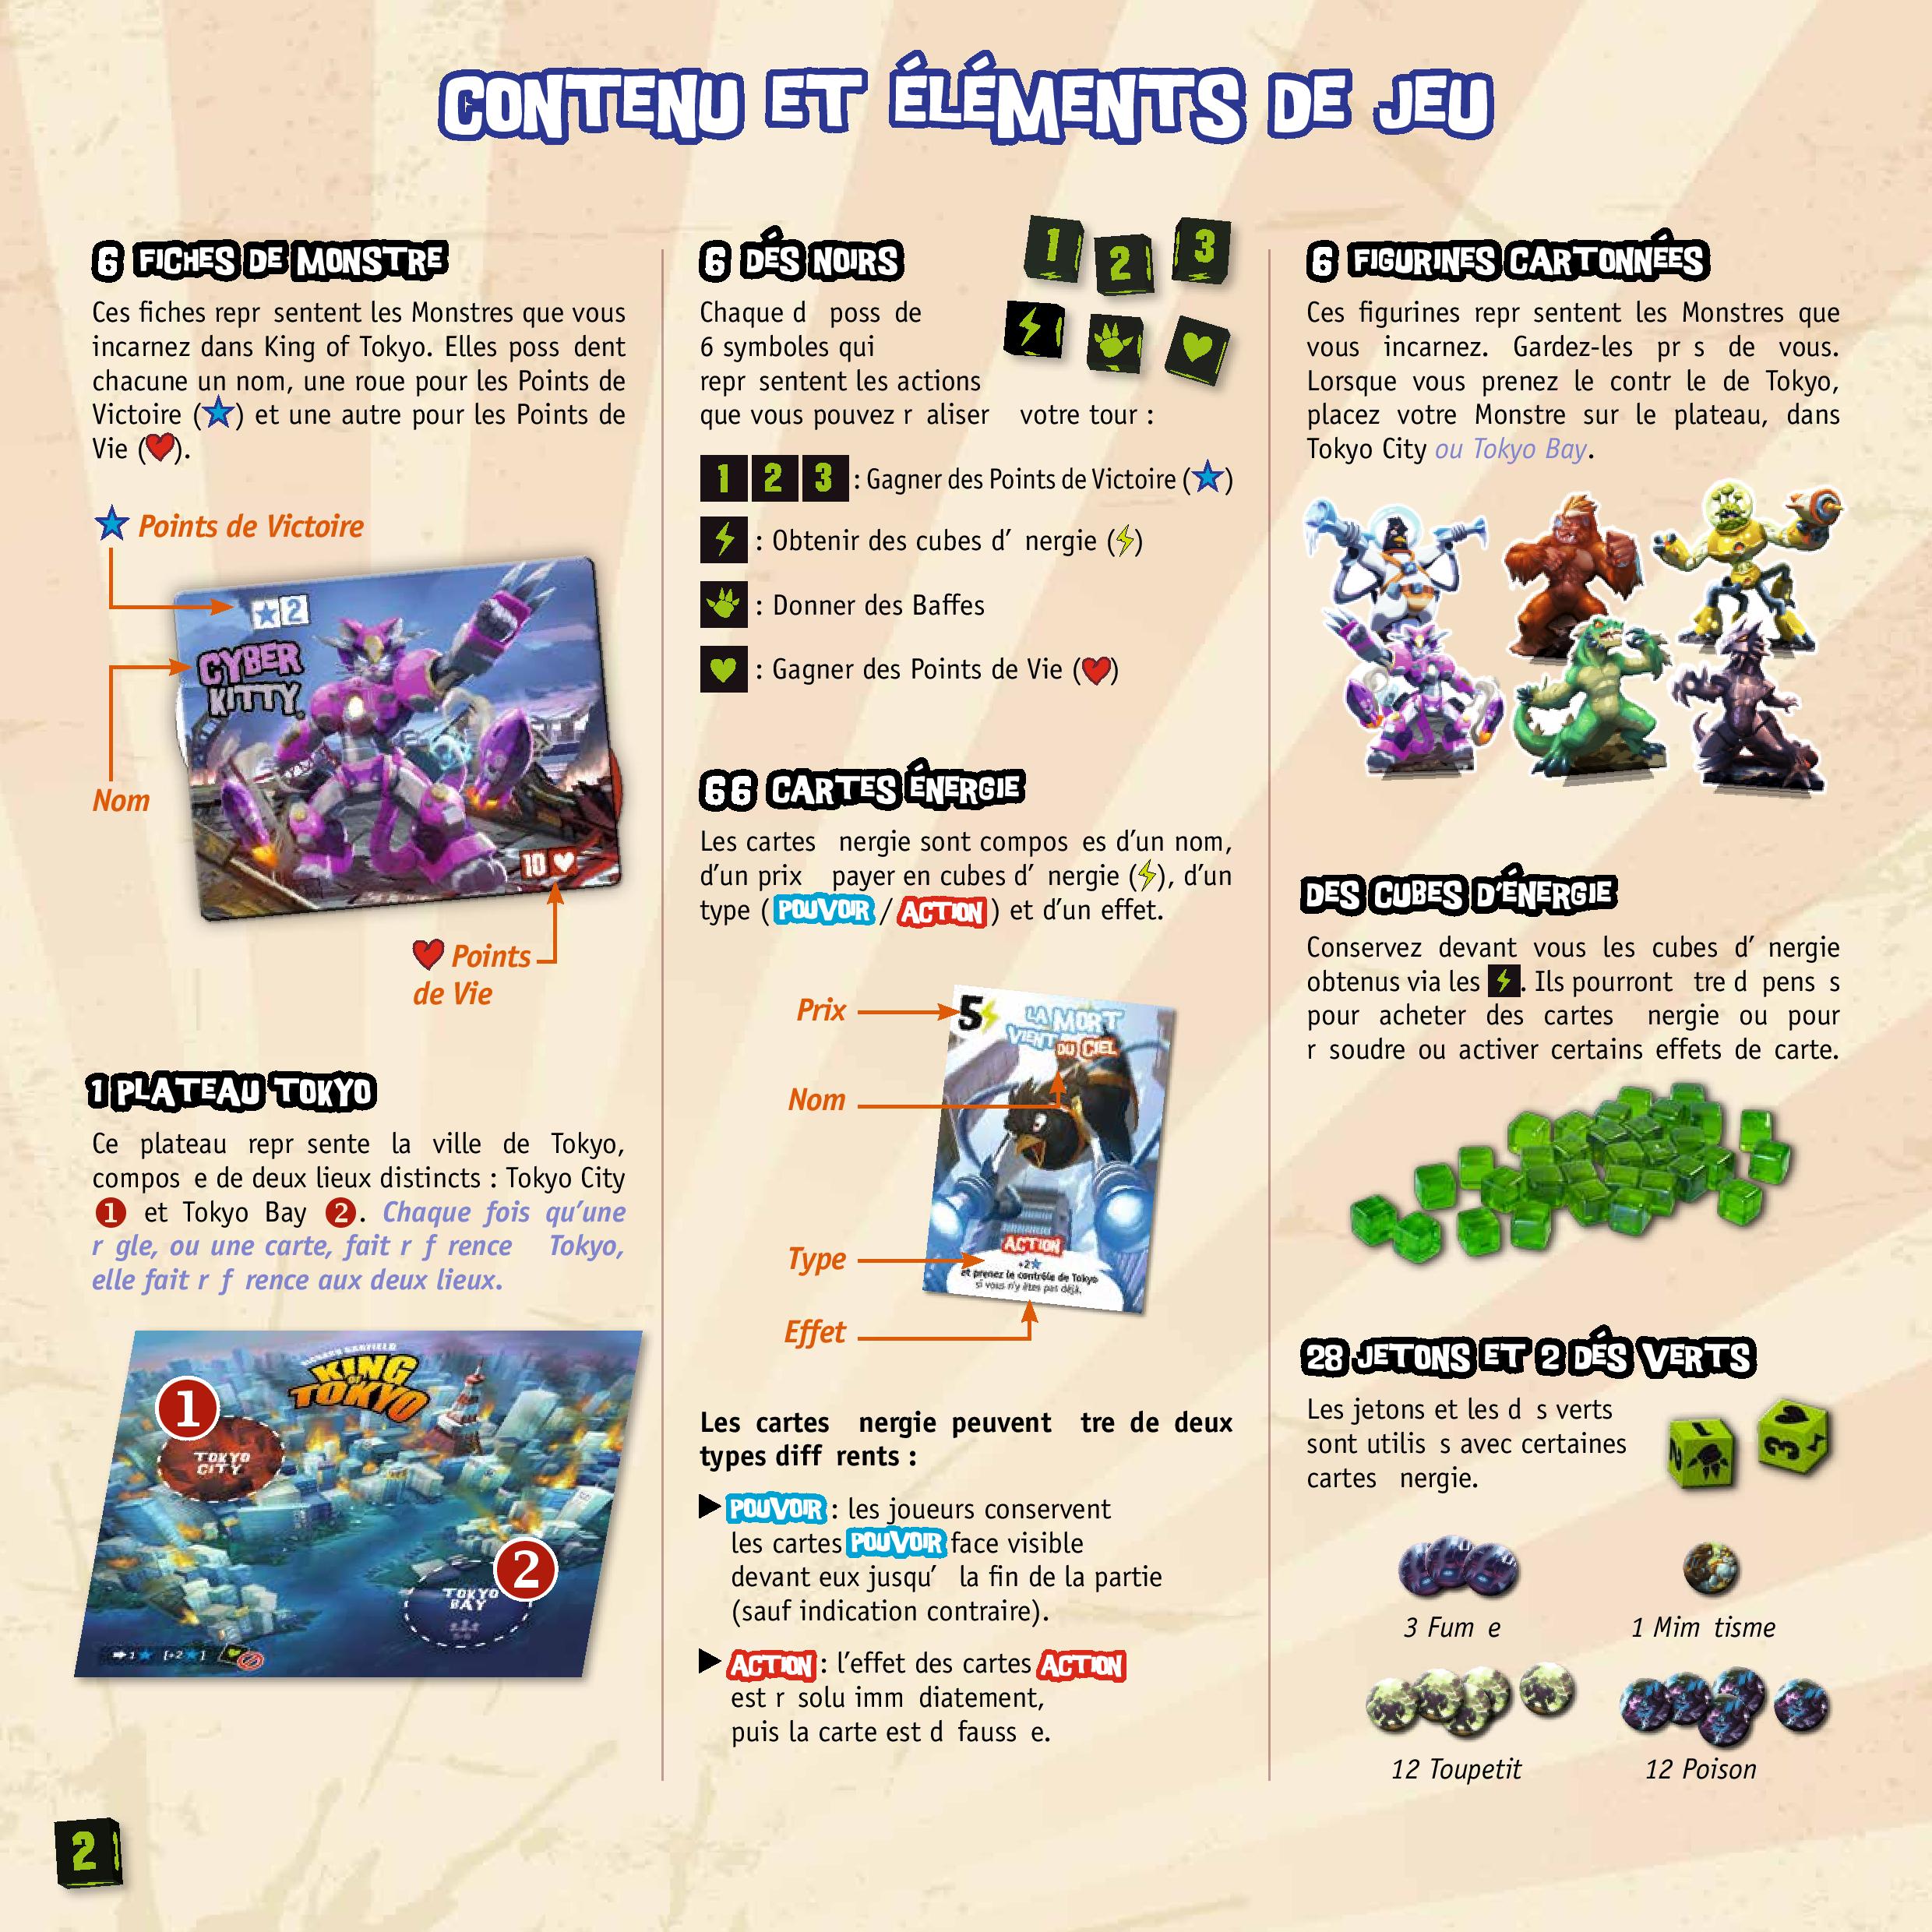 CONTENU ET ÉLÉMENTS DE JEU
6 FICHES DE MONSTRE
Ces fiches repr sentent les Monstres que vous
incarnez dans King of Tokyo. Elles poss dent
chacune un nom, une roue pour les Points de
Victoire (★) et une autre pour les Points de
Vie (♥).
★ Points de Victoire
★2
CYBER
KITTY
Nom
10 ♥
♥ Points
de Vie
1 PLATEAU TOKYO
Ce plateau repr sente la ville de Tokyo,
compos e de deux lieux distincts : Tokyo City
1 et Tokyo Bay 2. Chaque fois qu'une
r gle, ou une carte, fait r f rence Tokyo,
elle fait r f rence aux deux lieux.
RICHARD GARFIELD
KING OF
TOKYO
1
TOKYO
CITY
2
TOKYO
BAY
1★ [+2★]
2
6 DÉS NOIRS
1 2 3
Chaque d poss de
6 symboles qui
repr sentent les actions
que vous pouvez r aliser votre tour :
1 2 3 : Gagner des Points de Victoire (★)
: Obtenir des cubes d' nergie (⚡)
: Donner des Baffes
: Gagner des Points de Vie (♥)
66 CARTES ÉNERGIE
Les cartes nergie sont compos es d'un nom,
d'un prix payer en cubes d' nergie (⚡), d'un
type (POUVOIR / ACTION) et d'un effet.
Prix
Nom
Type
Effet
5⚡
LA MORT
VIENT
DU CIEL
ACTION
+2★
et prenez le contrôle de Tokyo
si vous n'y êtes pas déjà.
Les cartes nergie peuvent tre de deux
types diff rents :
POUVOIR : les joueurs conservent
les cartes POUVOIR face visible
devant eux jusqu' la fin de la partie
(sauf indication contraire).
ACTION : l'effet des cartes ACTION
est r solu imm diatement,
puis la carte est d fauss e.
6 FIGURINES CARTONNÉES
Ces figurines repr sentent les Monstres que
vous incarnez. Gardez-les pr s de vous.
Lorsque vous prenez le contr le de Tokyo,
placez votre Monstre sur le plateau, dans
Tokyo City ou Tokyo Bay.
DES CUBES D'ÉNERGIE
Conservez devant vous les cubes d' nergie
obtenus via les ⚡. Ils pourront tre d pens s
pour acheter des cartes nergie ou pour
r soudre ou activer certains effets de carte.
28 JETONS ET 2 DÉS VERTS
Les jetons et les d s verts
sont utilis s avec certaines
cartes nergie.
3 Fum e
1 Mim tisme
12 Toupetit
12 Poison